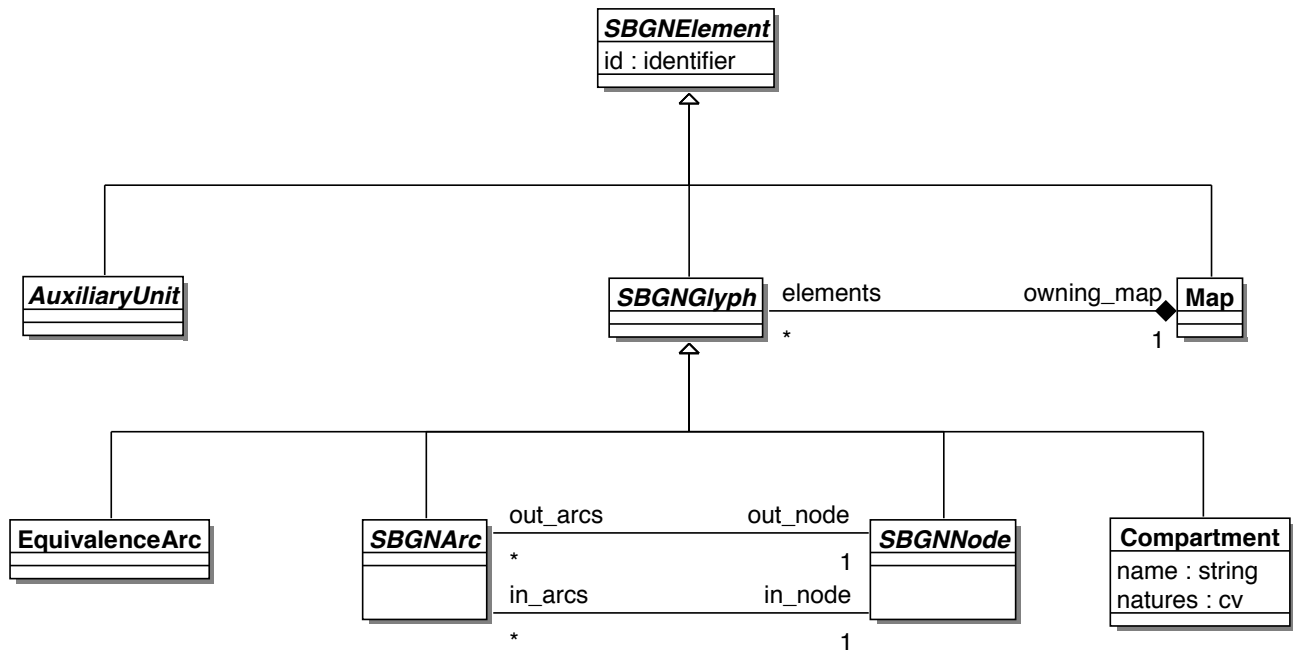 SBGNElement
id : identifier
AuxiliaryUnit
SBGNGlyph
elements
owning_map
Map
*
1
EquivalenceArc
SBGNArc
out_arcs
out_node
*
1
in_arcs
in_node
*
1
SBGNNode
Compartment
name : string
natures : cv